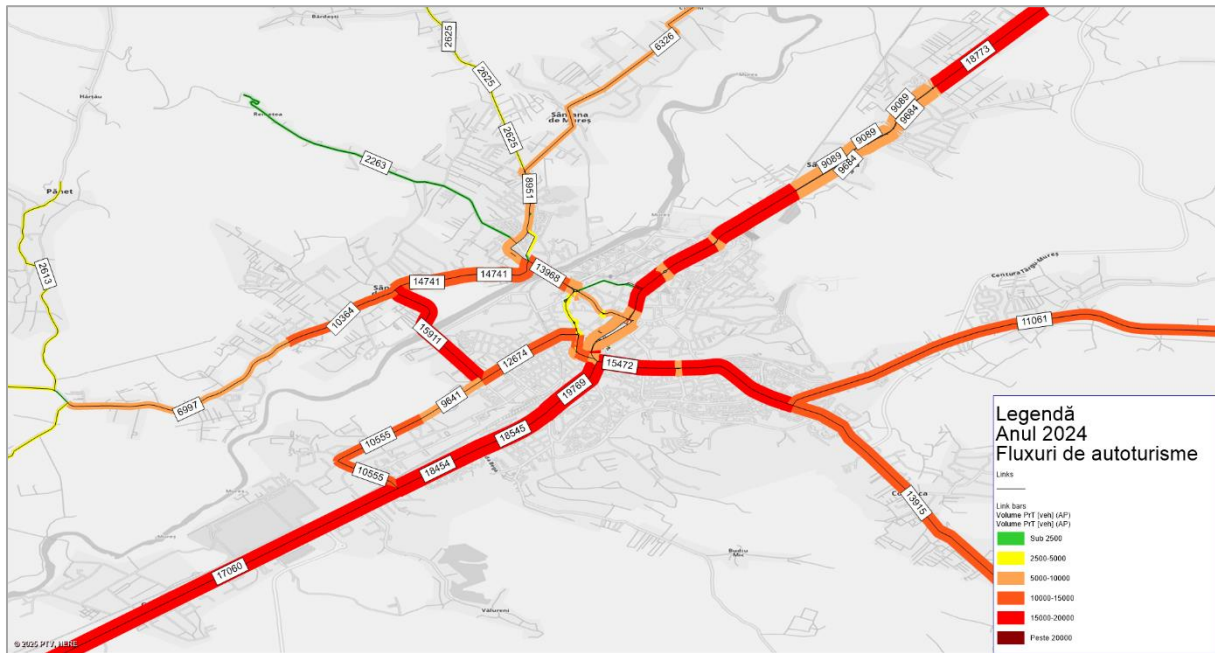 Bărdești
2625
6326
18773
Hărțău
2625
9089
9684
Sântana
de Mureș
9089
2625
9089
9684
2263
Pănet
8951
2613
14741
14741
13968
Centura Târgu Mureș
10364
15911
11061
12674
15472
6997
9641
19769
10555
18545
10555
18454
13915
17060
Vălureni
Legendă
Anul 2024
Fluxuri de autoturisme
Links
Link bars
Volume PrT [veh] (AP)
Volume PrT [veh] (AP)
Sub 2500
2500-5000
5000-10000
10000-15000
15000-20000
Peste 20000
© 2025 PTV, HERE